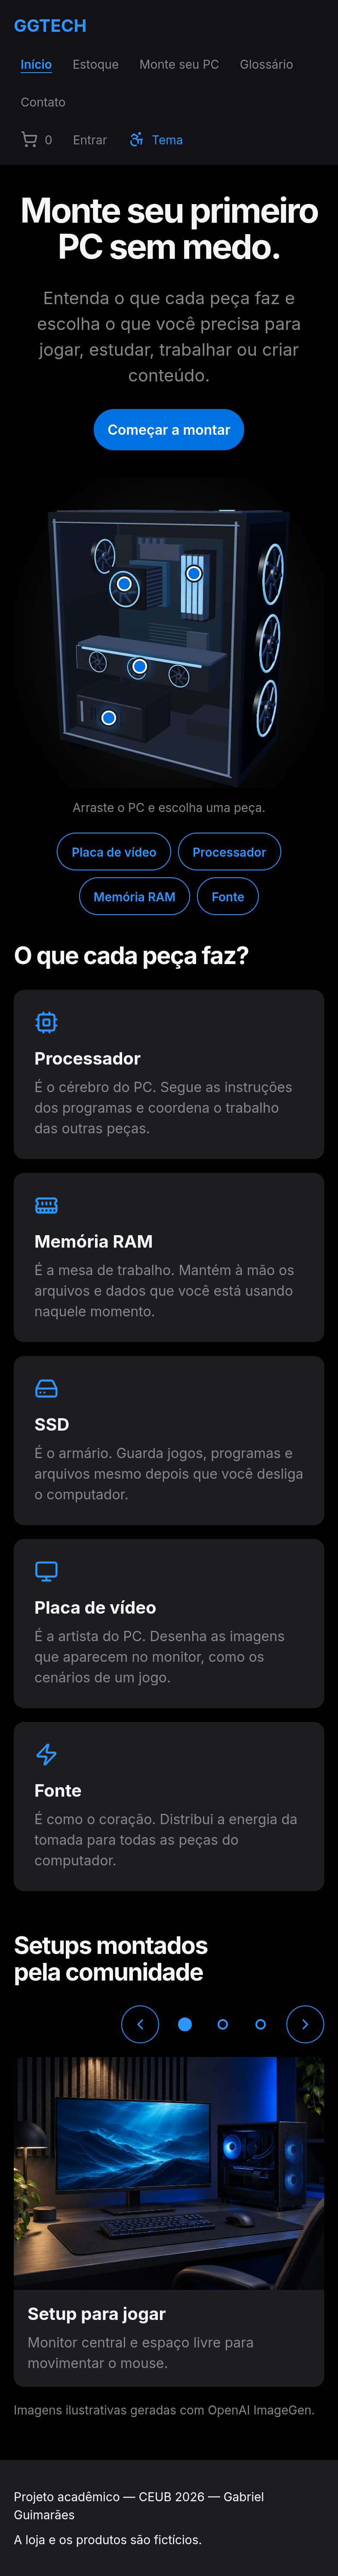 GGTECH
Início Estoque Monte seu PC Glossário
Contato
0 Entrar Tema
Monte seu primeiro
PC sem medo.
Entenda o que cada peça faz e
escolha o que você precisa para
jogar, estudar, trabalhar ou criar
conteúdo.
Começar a montar
Arraste o PC e escolha uma peça.
Placa de vídeo Processador
Memória RAM Fonte
O que cada peça faz?
Processador
É o cérebro do PC. Segue as instruções
dos programas e coordena o trabalho
das outras peças.
Memória RAM
É a mesa de trabalho. Mantém à mão os
arquivos e dados que você está usando
naquele momento.
SSD
É o armário. Guarda jogos, programas e
arquivos mesmo depois que você desliga
o computador.
Placa de vídeo
É a artista do PC. Desenha as imagens
que aparecem no monitor, como os
cenários de um jogo.
Fonte
É como o coração. Distribui a energia da
tomada para todas as peças do
computador.
Setups montados
pela comunidade
Setup para jogar
Monitor central e espaço livre para
movimentar o mouse.
Imagens ilustrativas geradas com OpenAI ImageGen.
Projeto acadêmico — CEUB 2026 — Gabriel
Guimarães
A loja e os produtos são fictícios.